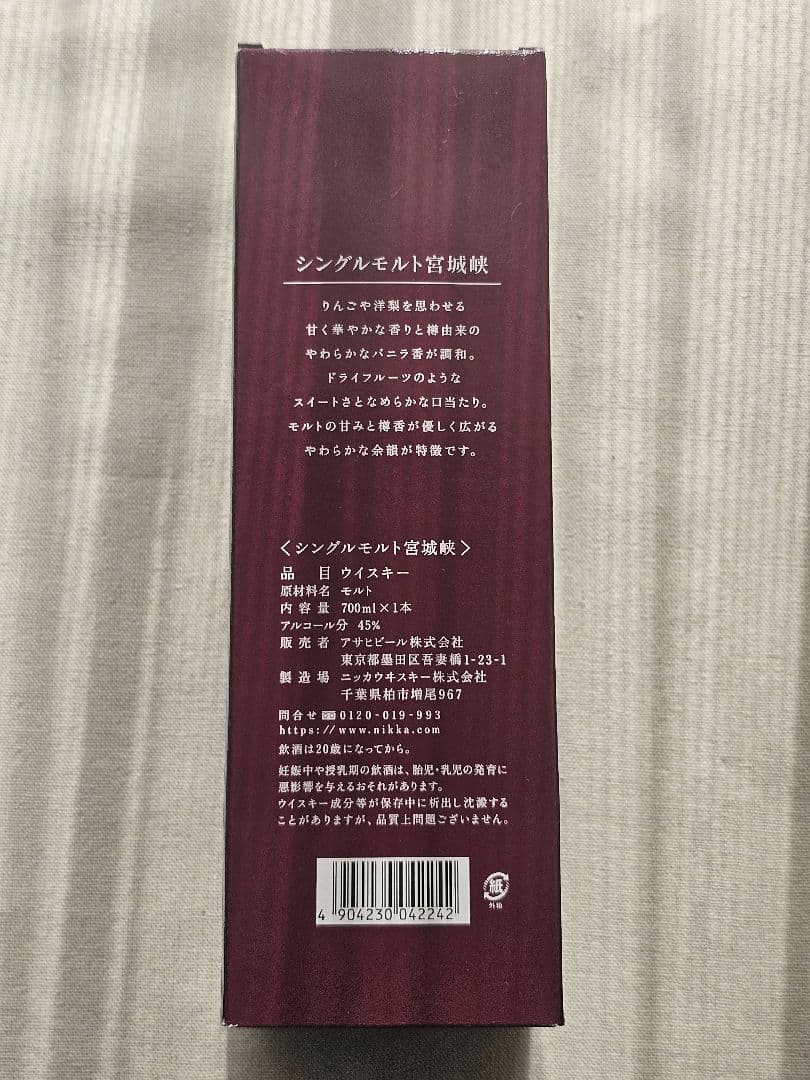 シングルモルト宮城峡
りんごや洋梨を思わせる
甘く華やかな香りと樽由来の
やわらかなバニラ香が調和。
ドライフルーツのような
スイートさとなめらかな口当たり。
モルトの甘みと樽香が優しく広がる
やわらかな余韻が特徴です。
〈シングルモルト宮城峡〉
品目 ウイスキー
原材料名 モルト
内容量 700ml×1本
アルコール分 45%
販売者 アサヒビール株式会社
東京都墨田区吾妻橋1-23-1
製造場 ニッカウヰスキー株式会社
千葉県柏市増尾967
問合せ 0120-019-993
https://www.nikka.com
飲酒は20歳になってから。
妊娠中や授乳期の飲酒は、胎児・乳児の発育に
悪影響を与えるおそれがあります。
ウイスキー成分等が保存中に析出し沈澱する
ことがありますが、品質上問題ございません。
4 904230 042242
紙
外箱